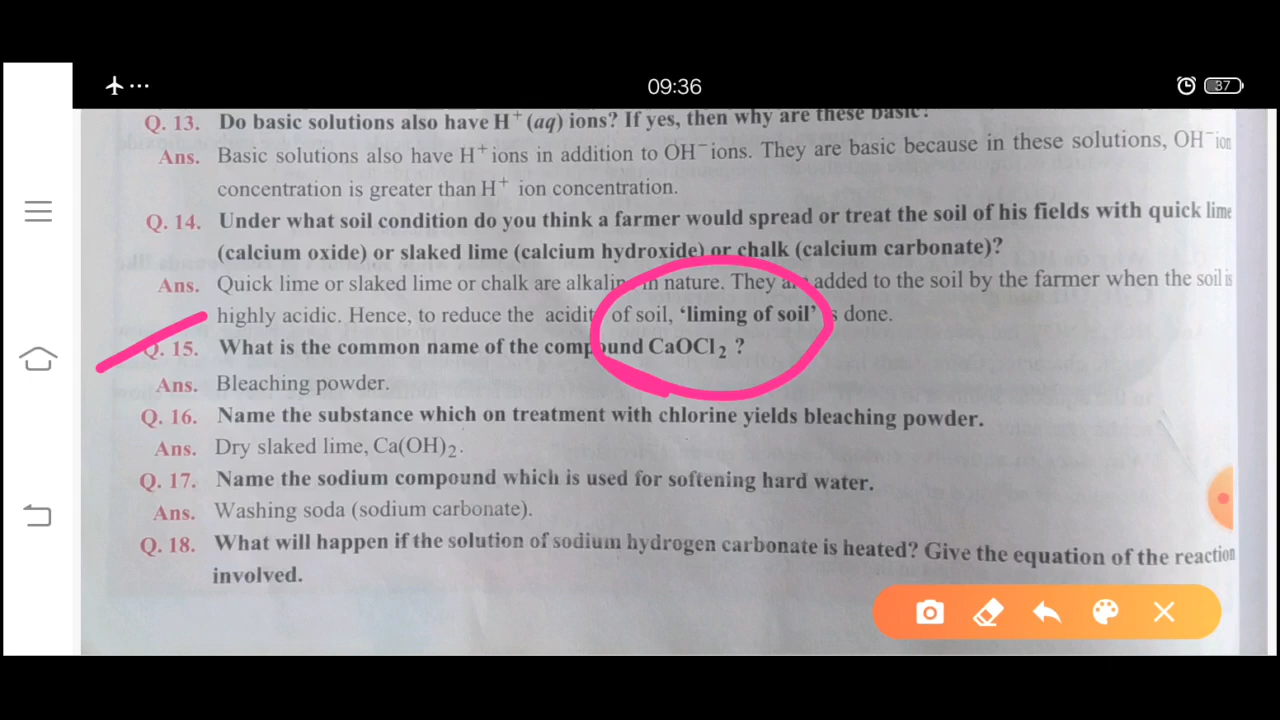 09:36
37
Q. 13. Do basic solutions also have H⁺ (aq) ions? If yes, then why are these basic?
Ans. Basic solutions also have H⁺ ions in addition to OH⁻ ions. They are basic because in these solutions, OH⁻ ion
concentration is greater than H⁺ ion concentration.
Q. 14. Under what soil condition do you think a farmer would spread or treat the soil of his fields with quick lime
(calcium oxide) or slaked lime (calcium hydroxide) or chalk (calcium carbonate)?
Ans. Quick lime or slaked lime or chalk are alkaline in nature. They are added to the soil by the farmer when the soil is
highly acidic. Hence, to reduce the acidity of soil, 'liming of soil' is done.
Q. 15. What is the common name of the compound CaOCl₂ ?
Ans. Bleaching powder.
Q. 16. Name the substance which on treatment with chlorine yields bleaching powder.
Ans. Dry slaked lime, Ca(OH)₂.
Q. 17. Name the sodium compound which is used for softening hard water.
Ans. Washing soda (sodium carbonate).
Q. 18. What will happen if the solution of sodium hydrogen carbonate is heated? Give the equation of the reaction
involved.